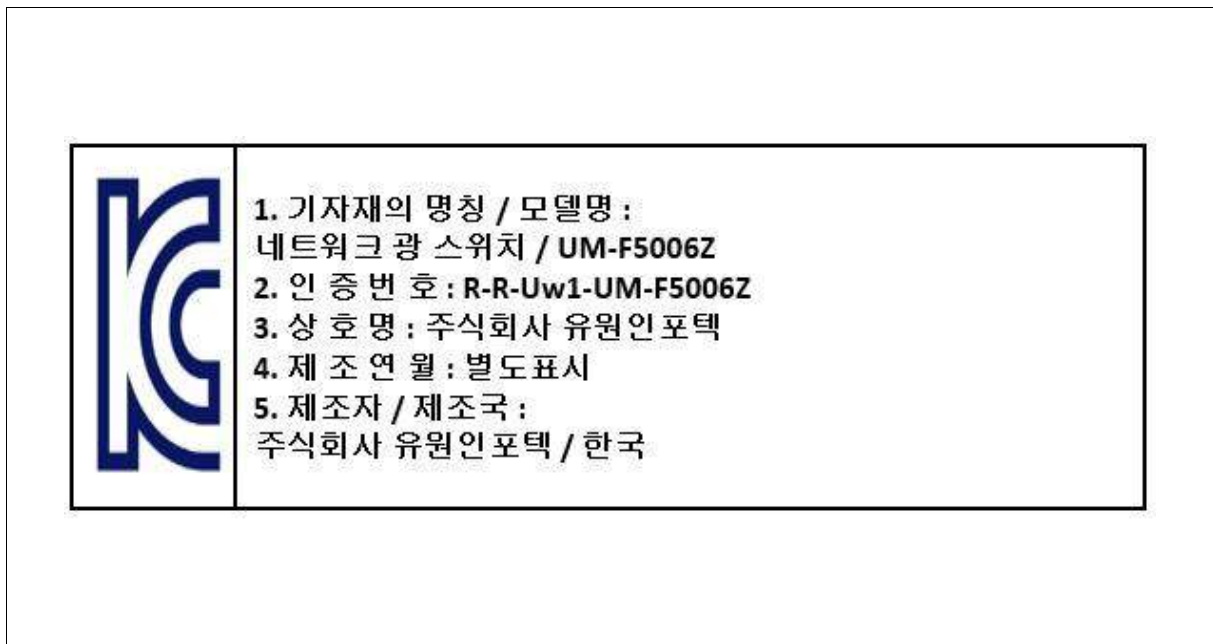 KC
1. 기자재의 명칭 / 모델명 :
네트워크 광 스위치 / UM-F5006Z
2. 인 증 번 호 : R-R-Uw1-UM-F5006Z
3. 상 호 명 : 주식회사 유원인포텍
4. 제 조 연 월 : 별도표시
5. 제조자 / 제조국 :
주식회사 유원인포텍 / 한국